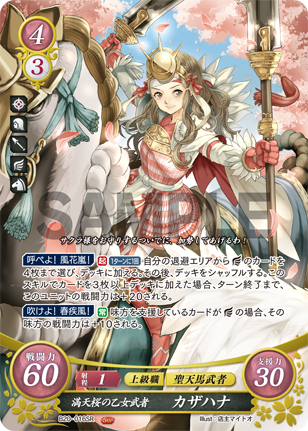 4
3
SAMPLE
サクラ様をお守りするついでに、加勢してあげるわ!
呼べよ! 風花嵐! 起 1ターンに1回 自分の退避エリアから のカードを
4枚まで選び、デッキに加える。その後、デッキをシャッフルする。この
スキルでカードを3枚以上デッキに加えた場合、ターン終了まで、
このユニットの戦闘力は+20される。
吹けよ! 春疾風! 常 味方を支援しているカードが の場合、その
味方の戦闘力は+10される。
戦闘力
60
射程 1
上級職
聖天馬武者
支援力
30
満天桜の乙女武者 カザハナ
B20-016SR
Illust 店主マイトオ